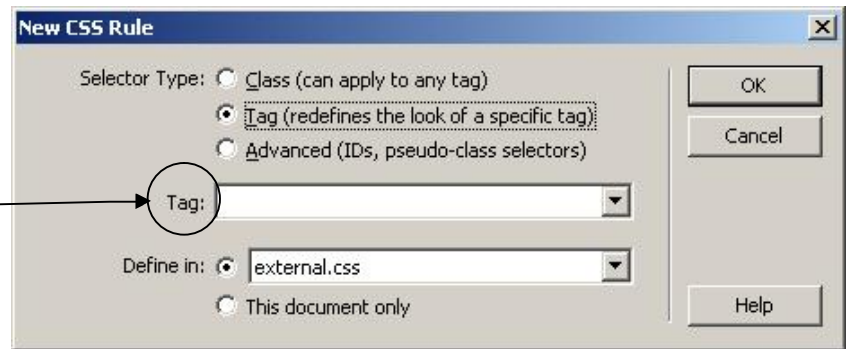 New CSS Rule
Selector Type: Class (can apply to any tag)
Tag (redefines the look of a specific tag)
Advanced (IDs, pseudo-class selectors)
Tag:
Define in: external.css
This document only
OK
Cancel
Help